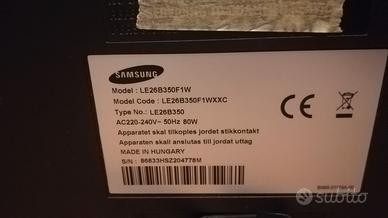 SAMSUNG
Model : LE26B350F1W
Model Code : LE26B350F1WXXC
Type No.: LE26B350
AC220-240V~ 50Hz 80W
Apparatet skal tilkoples jordet stikkontakt
Apparaten skall anslutas till jordat uttag
MADE IN HUNGARY
S/N : 86833HSZ204778M
CE
subito